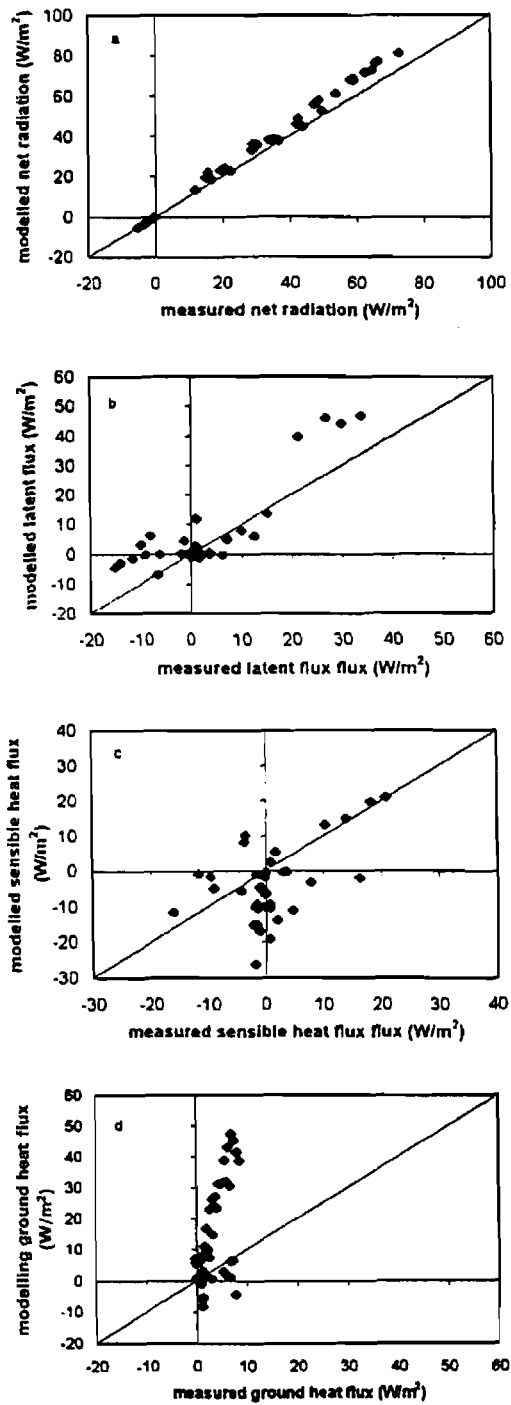 a
100
80
60
40
20
0
-20
modelled net radiation (W/m²)
-20 0 20 40 60 80 100
measured net radiation (W/m²)
b
60
50
40
30
20
10
0
-10
-20
modelled latent flux (W/m²)
-20 0 20 40 60
measured latent flux flux (W/m²)
c
40
30
20
10
0
-10
-20
-30
modelled sensible heat flux
(W/m²)
-30 -20 -10 0 10 20 30 40
measured sensible heat flux flux (W/m²)
d
60
50
40
30
20
10
0
-10
-20
modelling ground heat flux
(W/m²)
-20 -10 0 10 20 30 40 50 60
measured ground heat flux (W/m²)